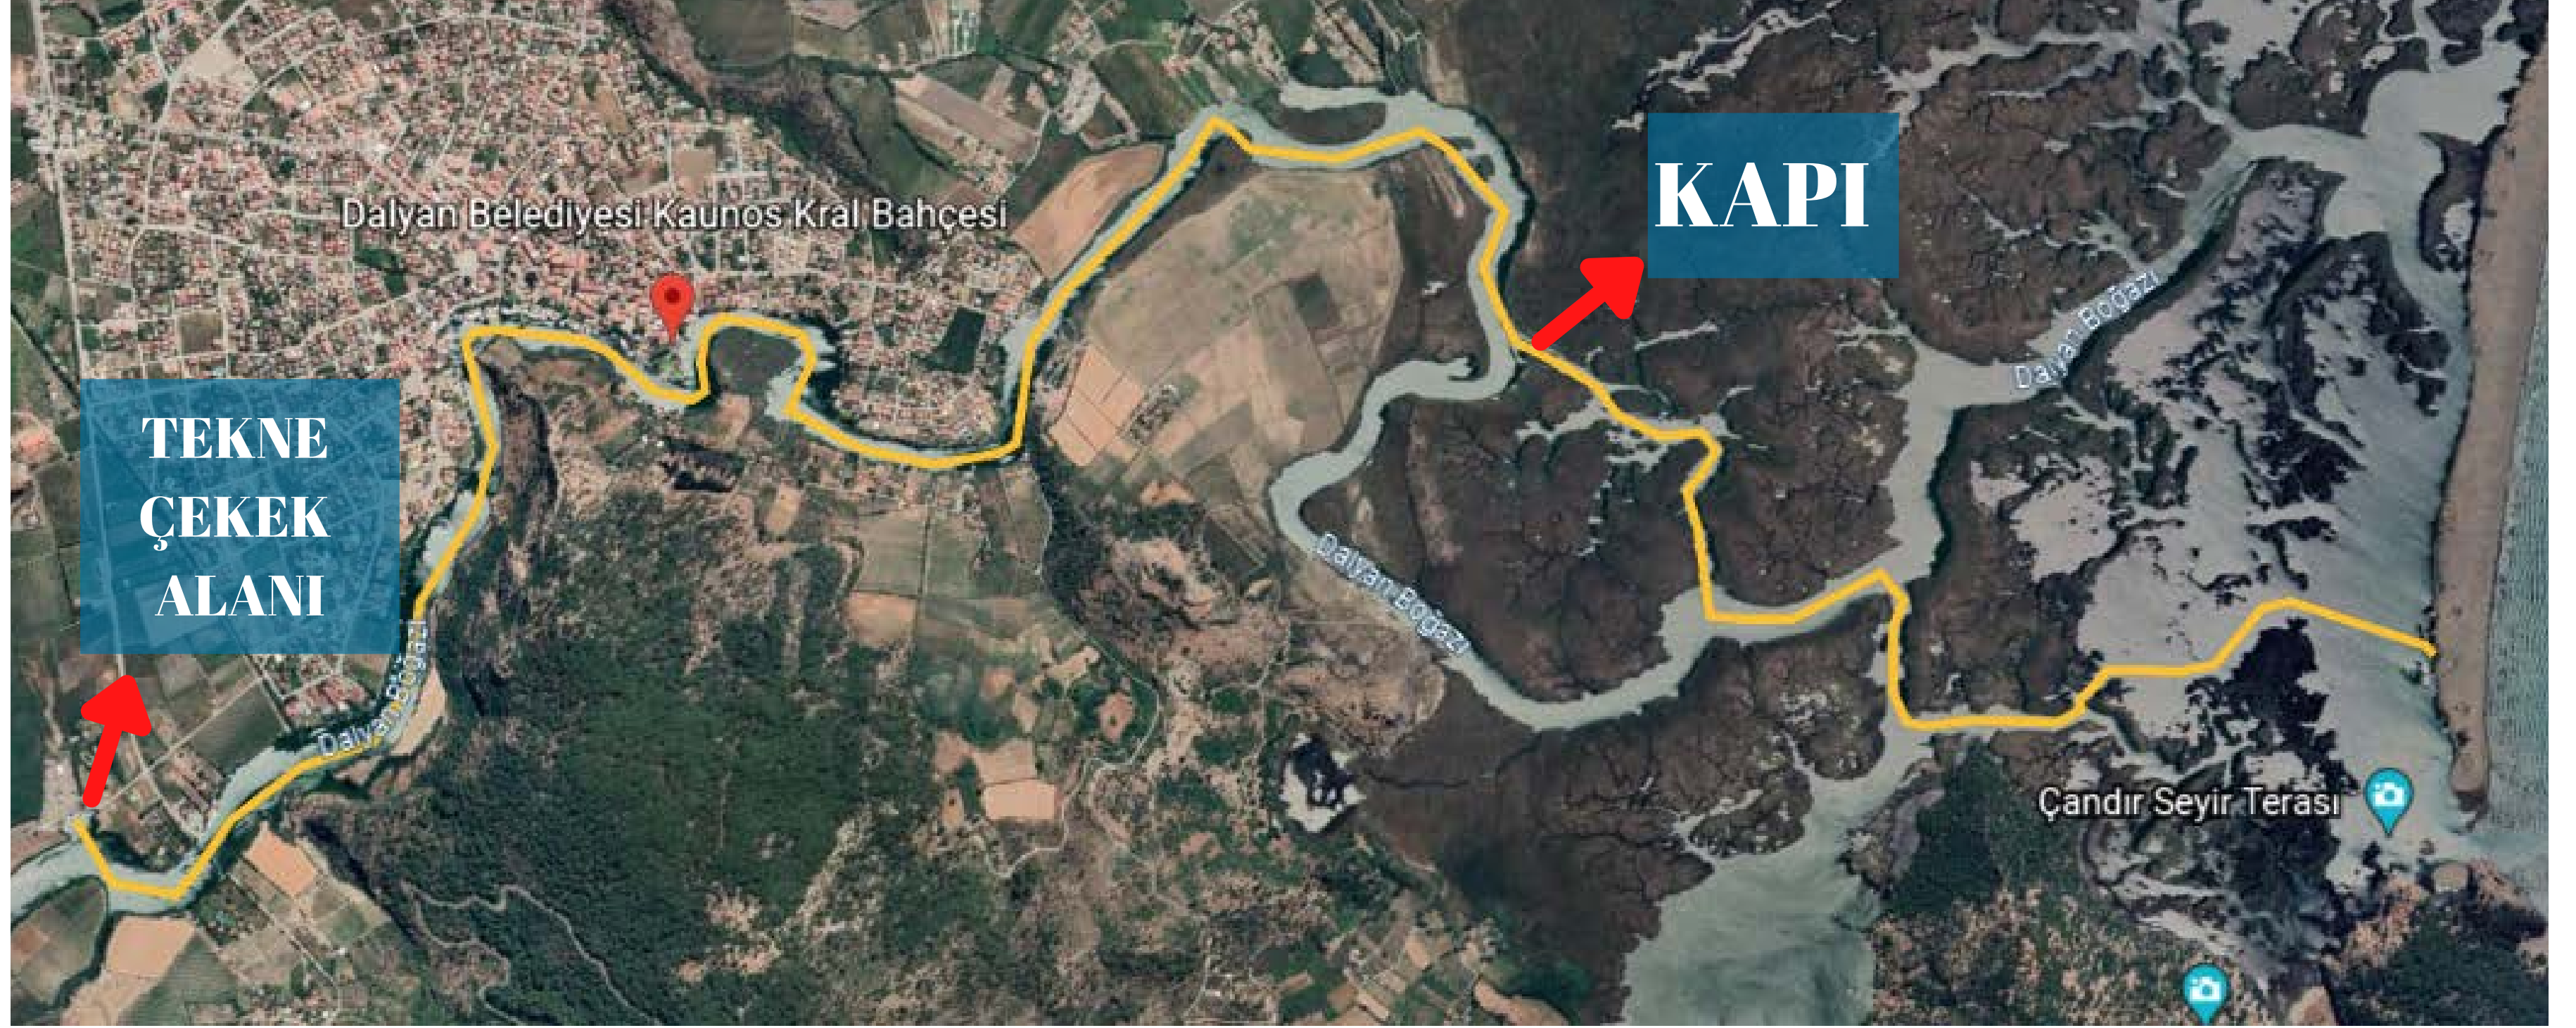 KAPI
Dalyan Belediyesi Kaunos Kral Bahçesi
Dalyan Boğazı
TEKNE
ÇEKEK
ALANI
Dalyan Boğazı
Dalyan Boğazı
Çandır Seyir Terası